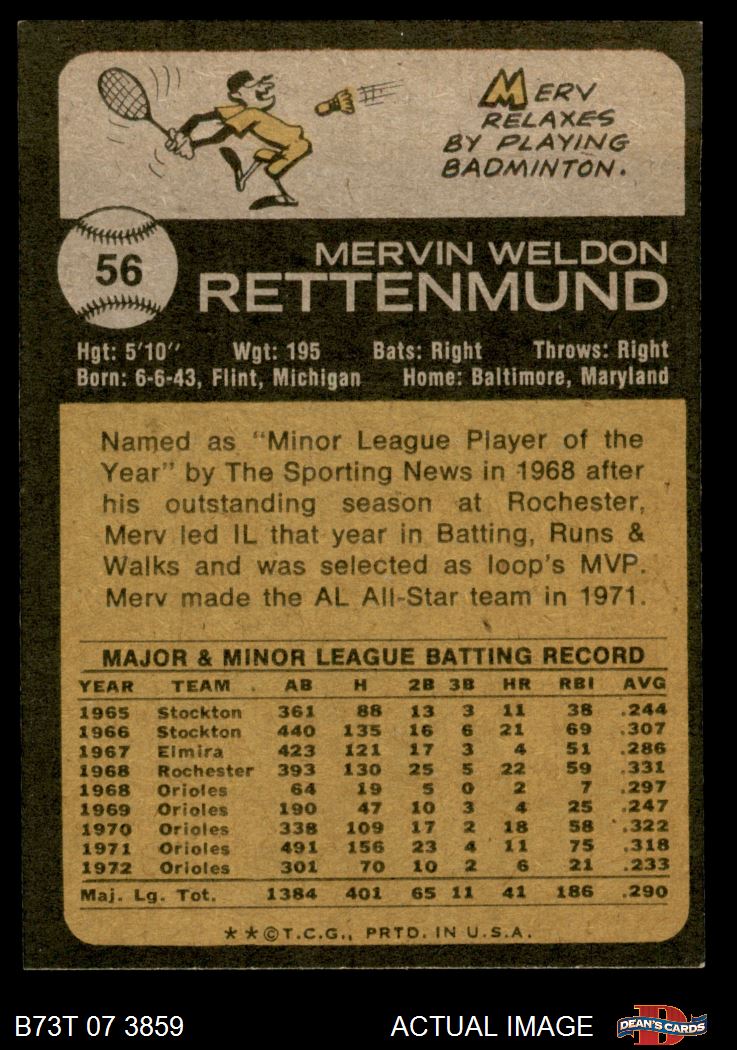 MERV
RELAXES
BY PLAYING
BADMINTON.
56
MERVIN WELDON
RETTENMUND
Hgt: 5'10" Wgt: 195 Bats: Right Throws: Right
Born: 6-6-43, Flint, Michigan Home: Baltimore, Maryland
Named as "Minor League Player of the
Year" by The Sporting News in 1968 after
his outstanding season at Rochester,
Merv led IL that year in Batting, Runs &
Walks and was selected as loop's MVP.
Merv made the AL All-Star team in 1971.
MAJOR & MINOR LEAGUE BATTING RECORD
YEAR TEAM AB H 2B 3B HR RBI AVG
1965 Stockton 361 88 13 3 11 38 .244
1966 Stockton 440 135 16 6 21 69 .307
1967 Elmira 423 121 17 3 4 51 .286
1968 Rochester 393 130 25 5 22 59 .331
1968 Orioles 64 19 5 0 2 7 .297
1969 Orioles 190 47 10 3 4 25 .247
1970 Orioles 338 109 17 2 18 58 .322
1971 Orioles 491 156 23 4 11 75 .318
1972 Orioles 301 70 10 2 6 21 .233
Maj. Lg. Tot. 1384 401 65 11 41 186 .290
**©T.C.G., PRTD. IN U.S.A.
B73T 07 3859 ACTUAL IMAGE D DEAN'S CARDS